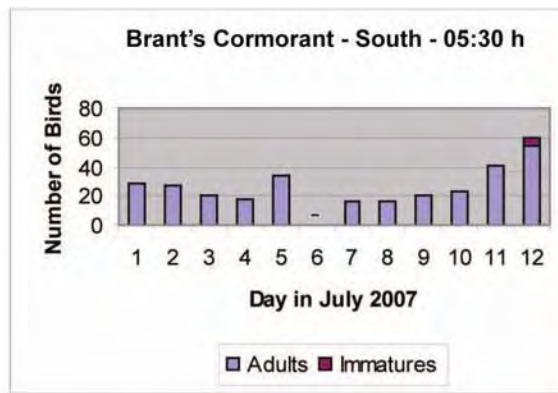 Brant's Cormorant - South - 05:30 h
Number of Birds
80
60
40
20
0
-
1 2 3 4 5 6 7 8 9 10 11 12
Day in July 2007
Adults Immatures